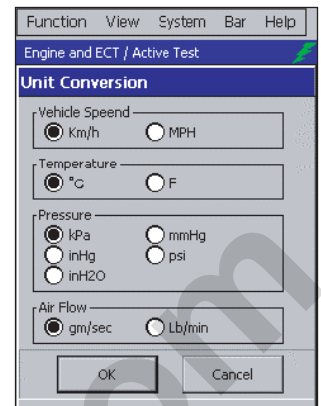 Function View System Bar Help
Engine and ECT / Active Test
Unit Conversion
Vehicle Speend
Km/h MPH
Temperature
°C F
Pressure
kPa mmHg
inHg psi
inH2O
Air Flow
gm/sec Lb/min
OK Cancel